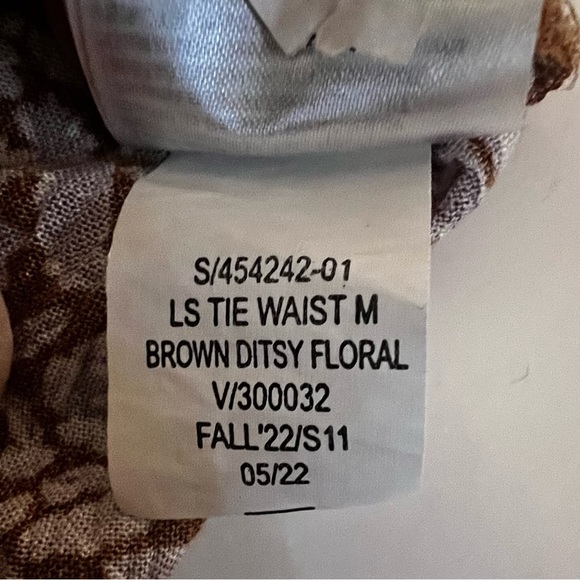 S/454242-01
LS TIE WAIST M
BROWN DITSY FLORAL
V/300032
FALL'22/S11
05/22